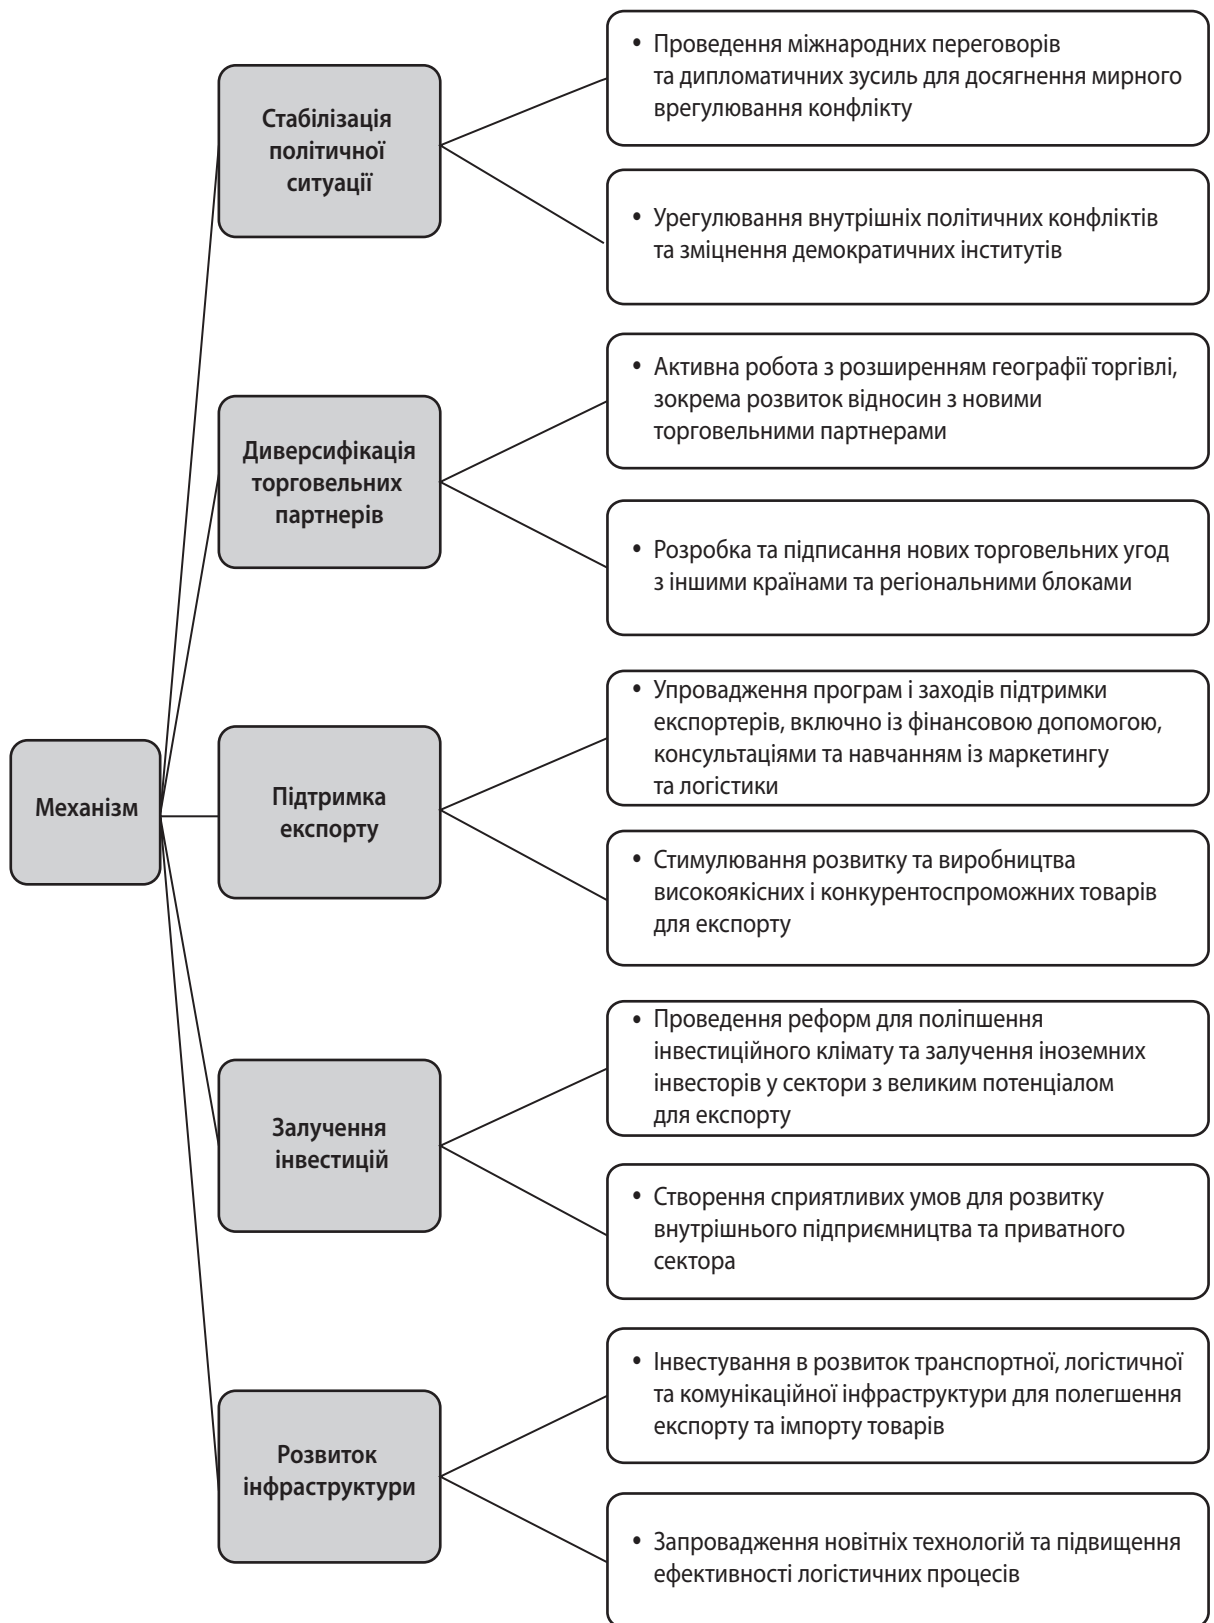 Механізм
Стабілізація
політичної
ситуації
• Проведення міжнародних переговорів
та дипломатичних зусиль для досягнення мирного
врегулювання конфлікту
• Урегулювання внутрішніх політичних конфліктів
та зміцнення демократичних інститутів
Диверсифікація
торговельних
партнерів
• Активна робота з розширенням географії торгівлі,
зокрема розвиток відносин з новими
торговельними партнерами
• Розробка та підписання нових торговельних угод
з іншими країнами та регіональними блоками
Підтримка
експорту
• Упровадження програм і заходів підтримки
експортерів, включно із фінансовою допомогою,
консультаціями та навчанням із маркетингу
та логістики
• Стимулювання розвитку та виробництва
високоякісних і конкурентоспроможних товарів
для експорту
Залучення
інвестицій
• Проведення реформ для поліпшення
інвестиційного клімату та залучення іноземних
інвесторів у сектори з великим потенціалом
для експорту
• Створення сприятливих умов для розвитку
внутрішнього підприємництва та приватного
сектора
Розвиток
інфраструктури
• Інвестування в розвиток транспортної, логістичної
та комунікаційної інфраструктури для полегшення
експорту та імпорту товарів
• Запровадження новітніх технологій та підвищення
ефективності логістичних процесів